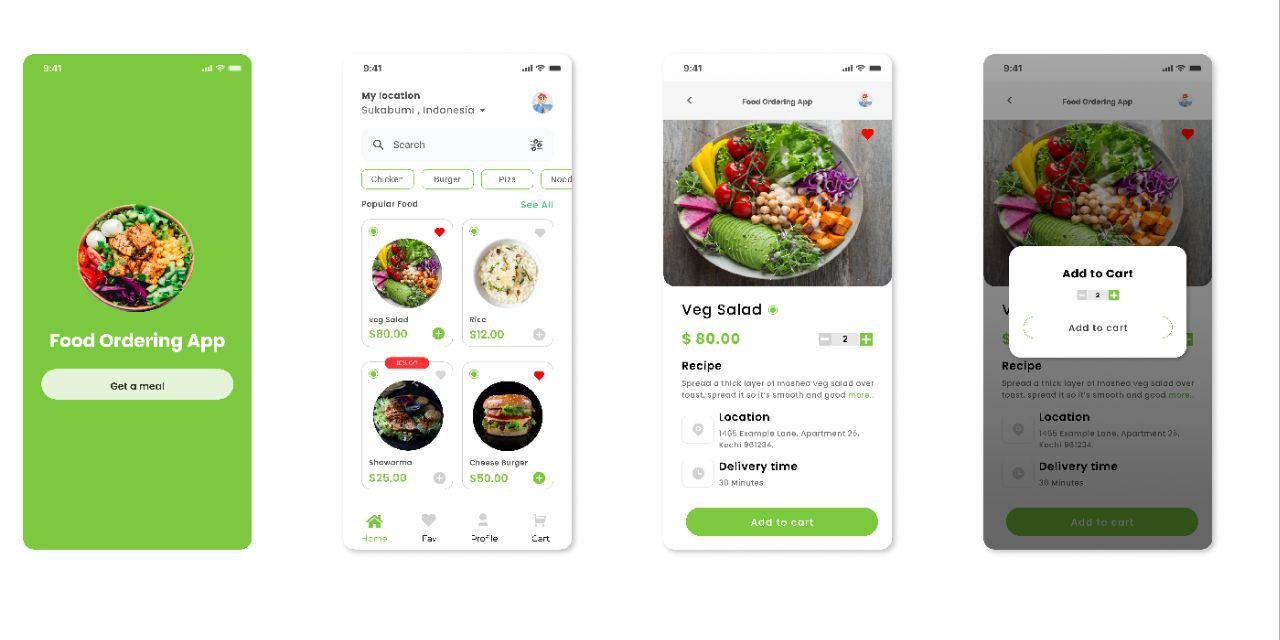 9:41
Food Ordering App
Get a meal
9:41
My location
Sukabumi , Indonesia
Search
Chicken
Burger
Piza
Nood
Popular Food
See All
veg Salad
$80.00
Rice
$12.00
10% Off
Shawarma
$25.00
Cheese Burger
$50.00
Home
Fav
Profile
Cart
9:41
Food Ordering App
Veg Salad
$ 80.00
2
Recipe
Spread a thick layer of mashed veg salad over
toast, spread it so it's smooth and good more..
Location
1465 Example Lane, Apartment 25,
Kochi 961234.
Delivery time
30 Minutes
Add to cart
9:41
Food Ordering App
Add to Cart
2
Add to cart
V
$
Recipe
Spread a thick layer of mashed veg salad over
toast, spread it so it's smooth and good more..
Location
1465 Example Lane, Apartment 25,
Kochi 961234.
Delivery time
30 Minutes
Add to cart